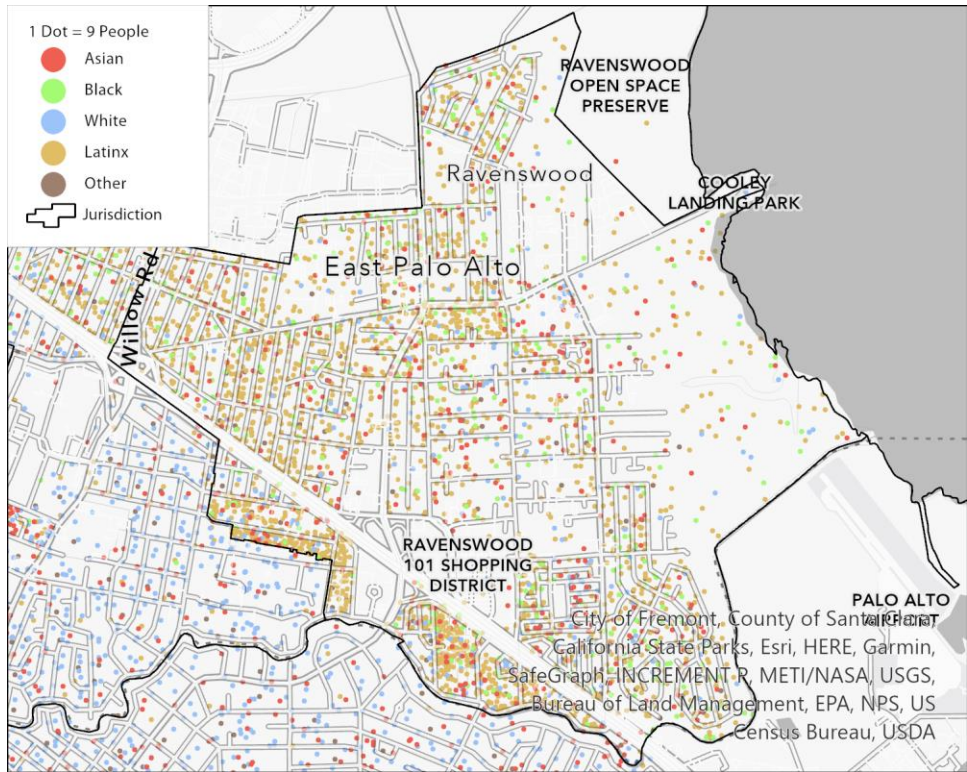 1 Dot = 9 People
Asian
Black
White
Latinx
Other
Jurisdiction
RAVENSWOOD
OPEN SPACE
PRESERVE
Ravenswood
COOLEY
LANDING PARK
East Palo Alto
Willow Rd
RAVENSWOOD
101 SHOPPING
DISTRICT
PALO ALTO
AIRPORT
City of Fremont, County of Santa Clara,
California State Parks, Esri, HERE, Garmin,
SafeGraph, INCREMENT P, METI/NASA, USGS,
Bureau of Land Management, EPA, NPS, US
Census Bureau, USDA